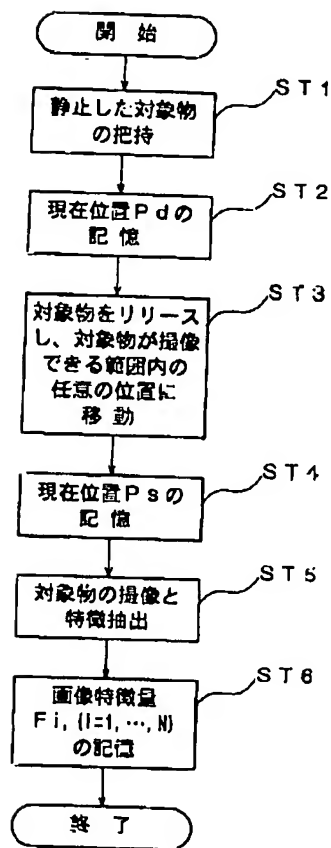 開 始
ST1
静止した対象物
の把持
ST2
現在位置Pdの
記 憶
ST3
対象物をリリース
し、対象物が撮像
できる範囲内の
任意の位置に
移 動
ST4
現在位置Psの
記憶
ST5
対象物の撮像と
特徴抽出
ST6
画像特徴量
Fi, (i=1, …, N)
の記憶
終 了